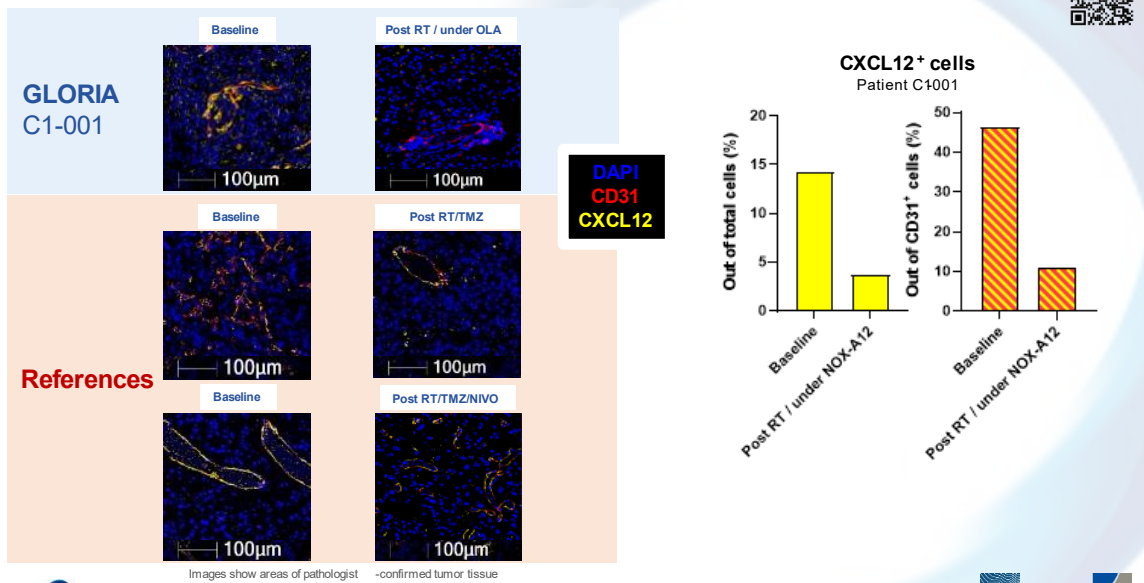 Baseline
Post RT / under OLA
GLORIA
C1-001
100µm
100µm
DAPI
CD31
CXCL12
Baseline
Post RT/TMZ
100µm
100µm
References
Baseline
Post RT/TMZ/NIVO
100µm
100µm
Images show areas of pathologist -confirmed tumor tissue
CXCL12⁺ cells
Patient C1-001
Out of total cells (%)
20
15
10
5
0
Baseline
Post RT / under NOX-A12
Out of CD31⁺ cells (%)
50
40
30
20
10
0
Baseline
Post RT / under NOX-A12